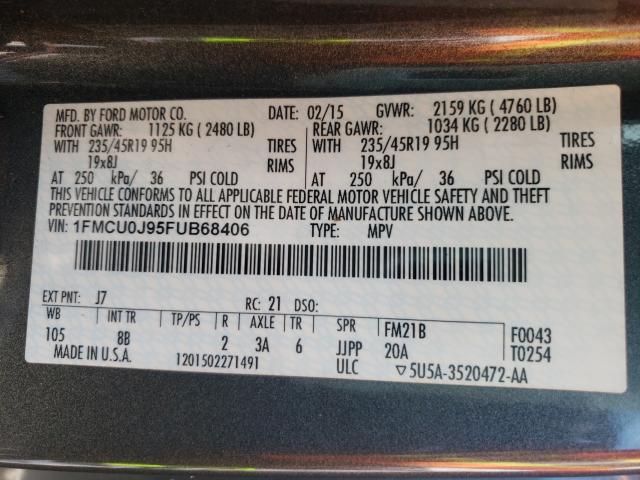 MFD. BY FORD MOTOR CO. DATE: 02/15 GVWR: 2159 KG (4760 LB)
FRONT GAWR: 1125 KG (2480 LB) REAR GAWR: 1034 KG (2280 LB)
WITH 235/45R19 95H TIRES WITH 235/45R19 95H TIRES
19x8J RIMS 19x8J RIMS
AT 250 kPa/ 36 PSI COLD AT 250 kPa/ 36 PSI COLD
THIS VEHICLE CONFORMS TO ALL APPLICABLE FEDERAL MOTOR VEHICLE SAFETY AND THEFT
PREVENTION STANDARDS IN EFFECT ON THE DATE OF MANUFACTURE SHOWN ABOVE.
VIN: 1FMCU0J95FUB68406 TYPE: MPV
EXT PNT: J7 RC: 21 DSO:
WB INT TR TP/PS R AXLE TR SPR FM21B F0043
105 8B 2 3A 6 JJPP 20A T0254
MADE IN U.S.A. 1201502271491 ULC ▽5U5A-3520472-AA